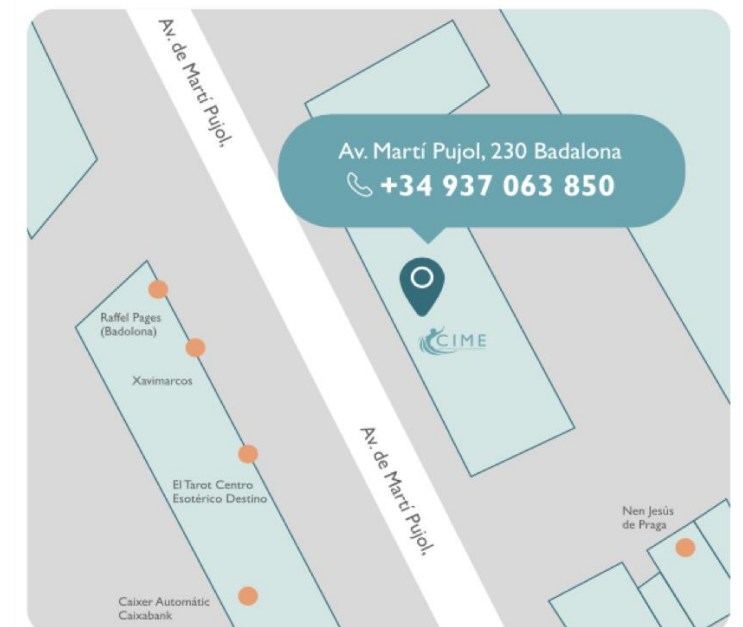 Av. de Martí Pujol,
Av. Martí Pujol, 230 Badalona
+34 937 063 850
Raffel Pages
(Badolona)
CIME
Xavimarcos
Av. de Martí Pujol,
El Tarot Centro
Esotérico Destino
Nen Jesús
de Praga
Caixer Automátic
Caixabank